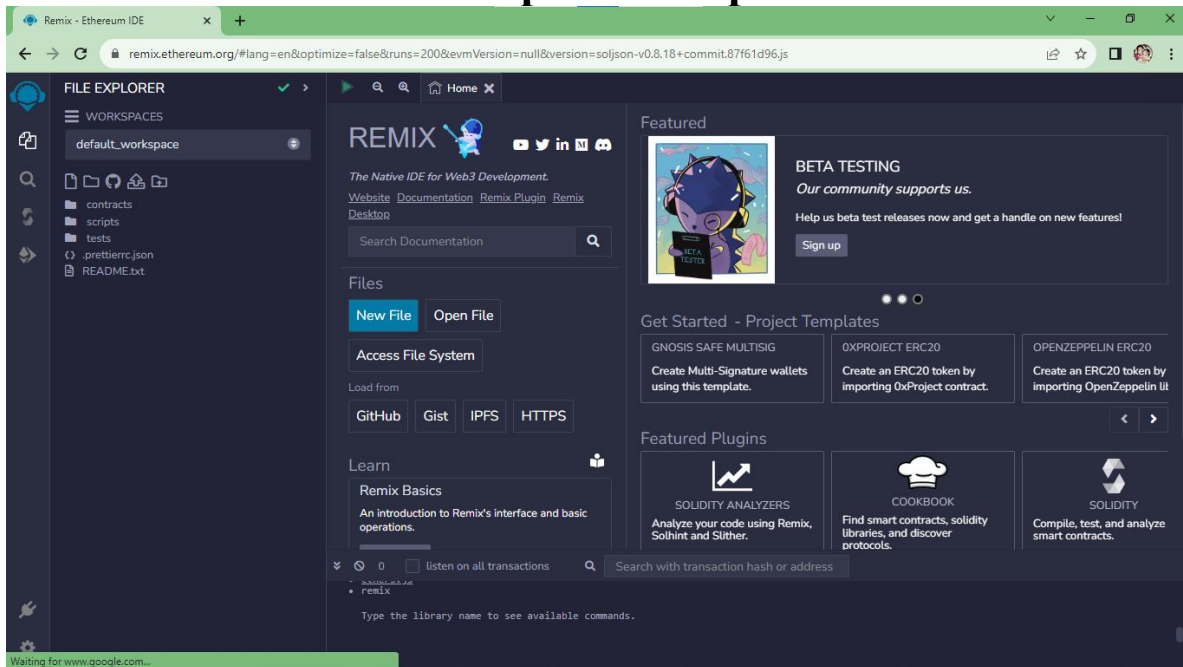 Remix - Ethereum IDE
remix.ethereum.org/#lang=en&optimize=false&runs=200&evmVersion=null&version=soljson-v0.8.18+commit.87f61d96.js
FILE EXPLORER
WORKSPACES
default_workspace
contracts
scripts
tests
.prettierrc.json
README.txt
Home
REMIX
The Native IDE for Web3 Development.
Website Documentation Remix Plugin Remix
Desktop
Search Documentation
Files
New File Open File
Access File System
Load from
GitHub Gist IPFS HTTPS
Learn
Remix Basics
An introduction to Remix's interface and basic
operations.
Featured
BETA
TESTER
BETA TESTING
Our community supports us.
Help us beta test releases now and get a handle on new features!
Sign up
Get Started - Project Templates
GNOSIS SAFE MULTISIG
Create Multi-Signature wallets
using this template.
0XPROJECT ERC20
Create an ERC20 token by
importing 0xProject contract.
OPENZEPPELIN ERC20
Create an ERC20 token by
importing OpenZeppelin
Featured Plugins
SOLIDITY ANALYZERS
Analyze your code using Remix,
Solhint and Slither.
COOKBOOK
Find smart contracts, solidity
libraries, and discover
protocols.
SOLIDITY
Compile, test, and analyze
smart contracts.
0 listen on all transactions Search with transaction hash or address
remix
Type the library name to see available commands.
Waiting for www.google.com...